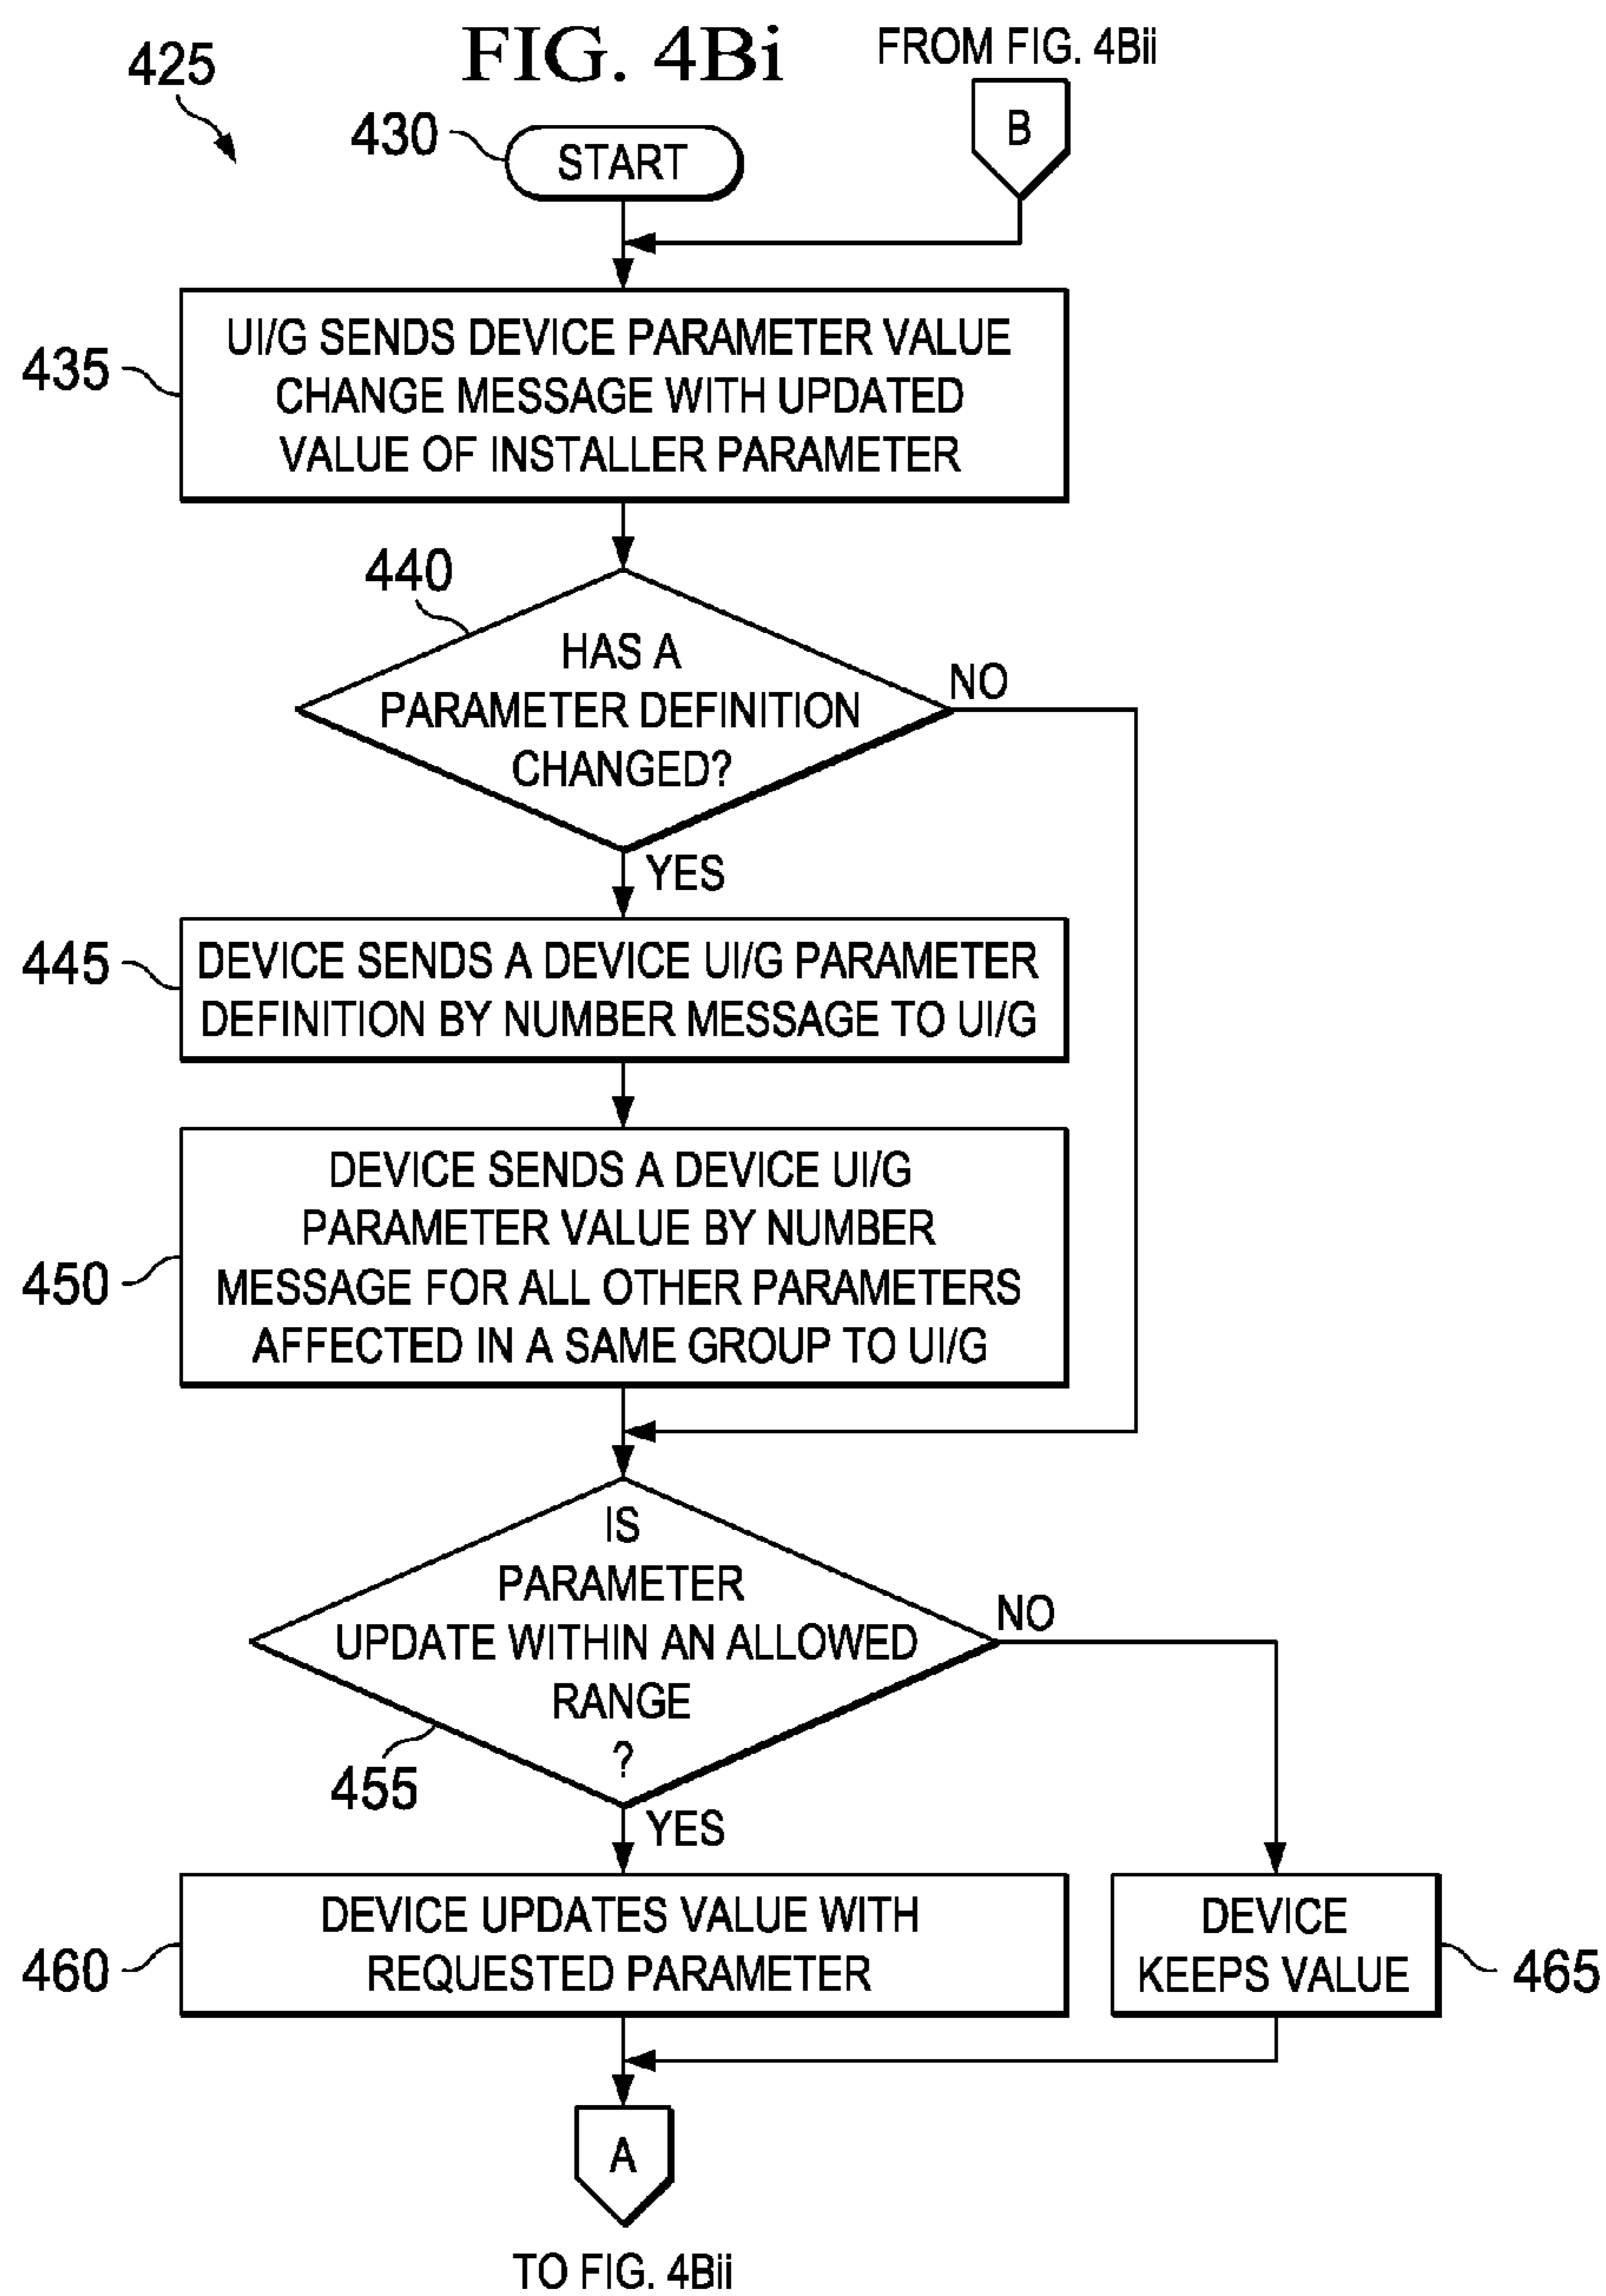 FIG. 4Bi
FROM FIG. 4Bii
425
B
430
START
435
UI/G SENDS DEVICE PARAMETER VALUE
CHANGE MESSAGE WITH UPDATED
VALUE OF INSTALLER PARAMETER
440
HAS A
PARAMETER DEFINITION
CHANGED?
NO
YES
445
DEVICE SENDS A DEVICE UI/G PARAMETER
DEFINITION BY NUMBER MESSAGE TO UI/G
450
DEVICE SENDS A DEVICE UI/G
PARAMETER VALUE BY NUMBER
MESSAGE FOR ALL OTHER PARAMETERS
AFFECTED IN A SAME GROUP TO UI/G
IS
PARAMETER
UPDATE WITHIN AN ALLOWED
RANGE
?
NO
455
YES
460
DEVICE UPDATES VALUE WITH
REQUESTED PARAMETER
DEVICE
KEEPS VALUE
465
A
TO FIG. 4Bii